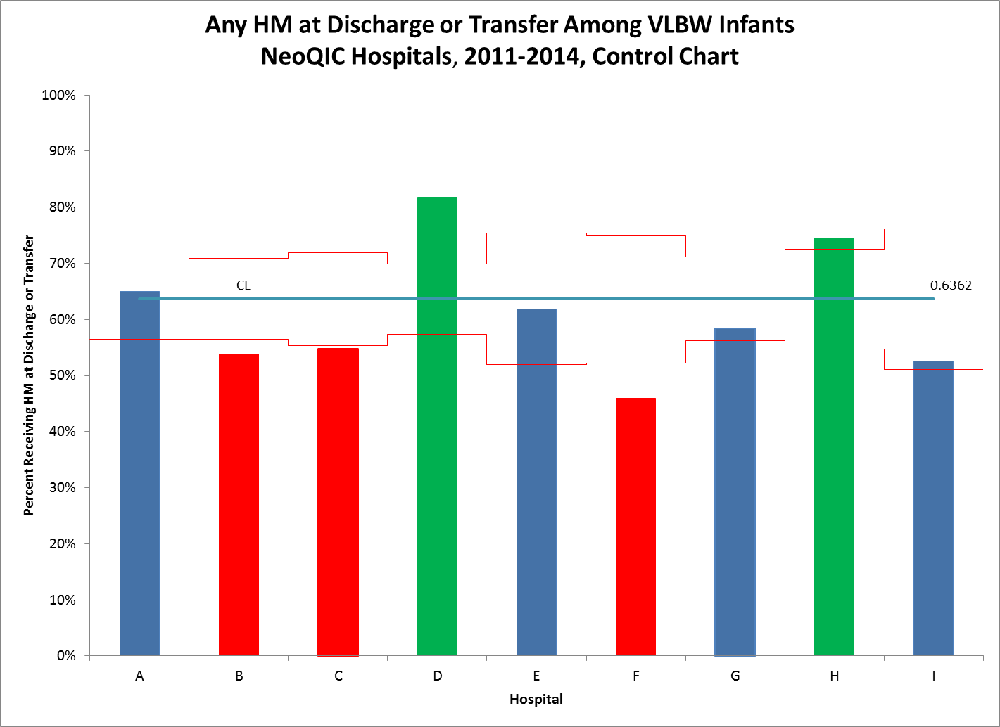 Any HM at Discharge or Transfer Among VLBW Infants
NeoQIC Hospitals, 2011-2014, Control Chart
Percent Receiving HM at Discharge or Transfer
100%
90%
80%
70%
60%
50%
40%
30%
20%
10%
0%
CL
0.6362
A B C D E F G H I
Hospital